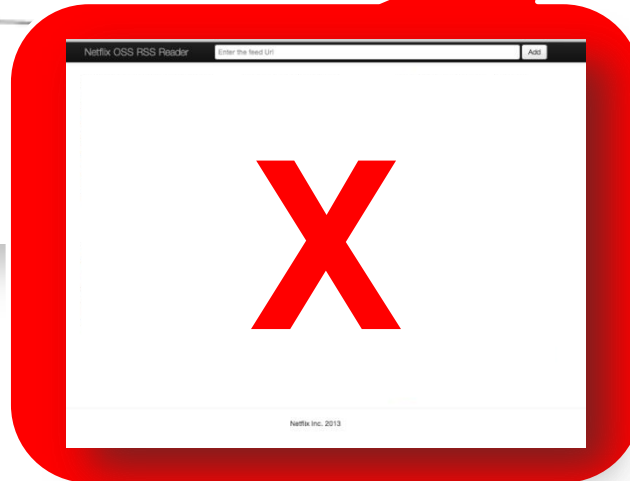 Netflix OSS RSS Reader Enter the feed Url Add
X
Netflix Inc. 2013